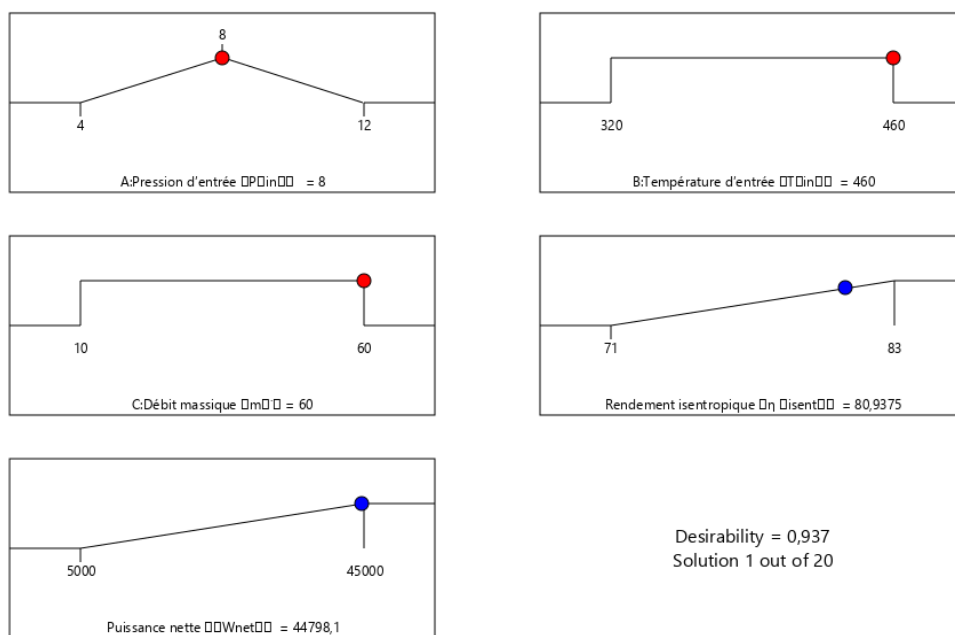 8
4
12
A:Pression d'entrée □P□in□□ = 8
320
460
B:Température d'entrée □T□in□□ = 460
10
60
C:Débit massique □m□˙□ = 60
71
83
Rendement isentropique □η □isent□□ = 80,9375
5000
45000
Puissance nette □□Wnet□□ = 44798,1
Desirability = 0,937
Solution 1 out of 20